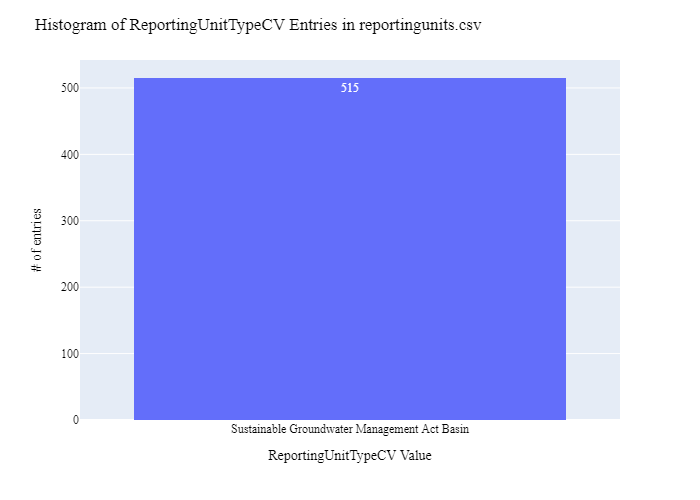 Histogram of ReportingUnitTypeCV Entries in reportingunits.csv
515
500
400
300
200
100
0
# of entries
Sustainable Groundwater Management Act Basin
ReportingUnitTypeCV Value